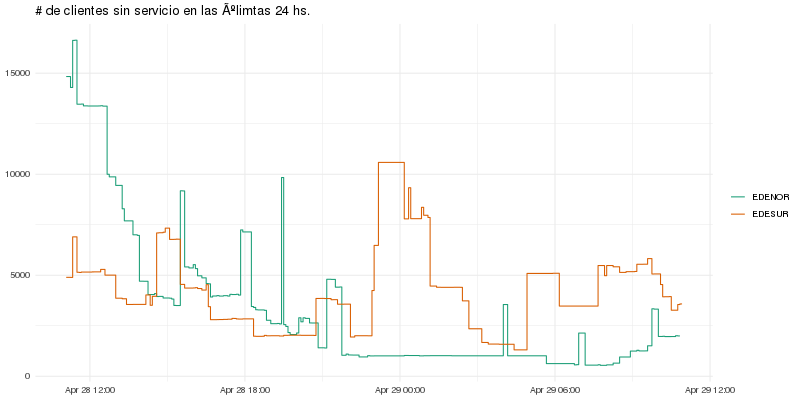 # de clientes sin servicio en las Ãºlimtas 24 hs.
15000
10000
5000
0
Apr 28 12:00
Apr 28 18:00
Apr 29 00:00
Apr 29 06:00
Apr 29 12:00
EDENOR
EDESUR